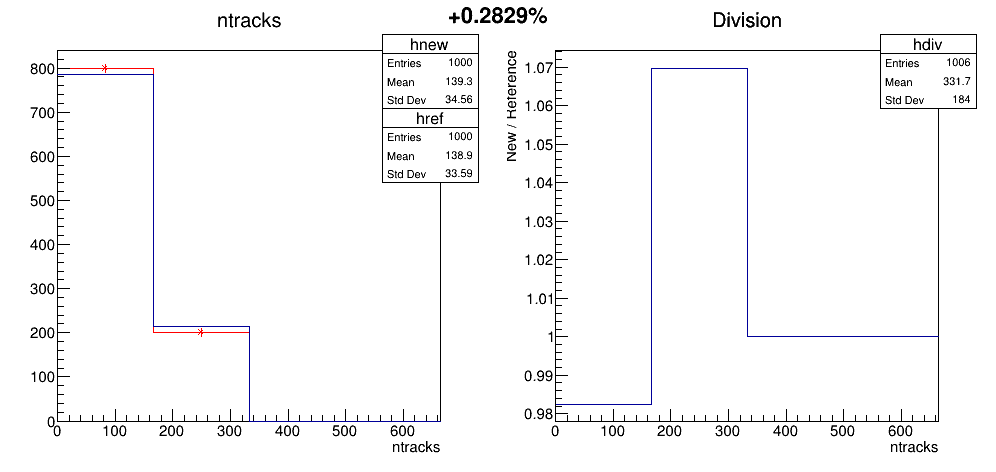 +0.2829%
ntracks
hnew
Entries 1000
Mean 139.3
Std Dev 34.56
href
Entries 1000
Mean 138.9
Std Dev 33.59
800
700
600
500
400
300
200
100
0
0 100 200 300 400 500 600
ntracks
Division
hdiv
Entries 1006
Mean 331.7
Std Dev 184
New / Reference
1.07
1.06
1.05
1.04
1.03
1.02
1.01
1
0.99
0.98
0 100 200 300 400 500 600
ntracks